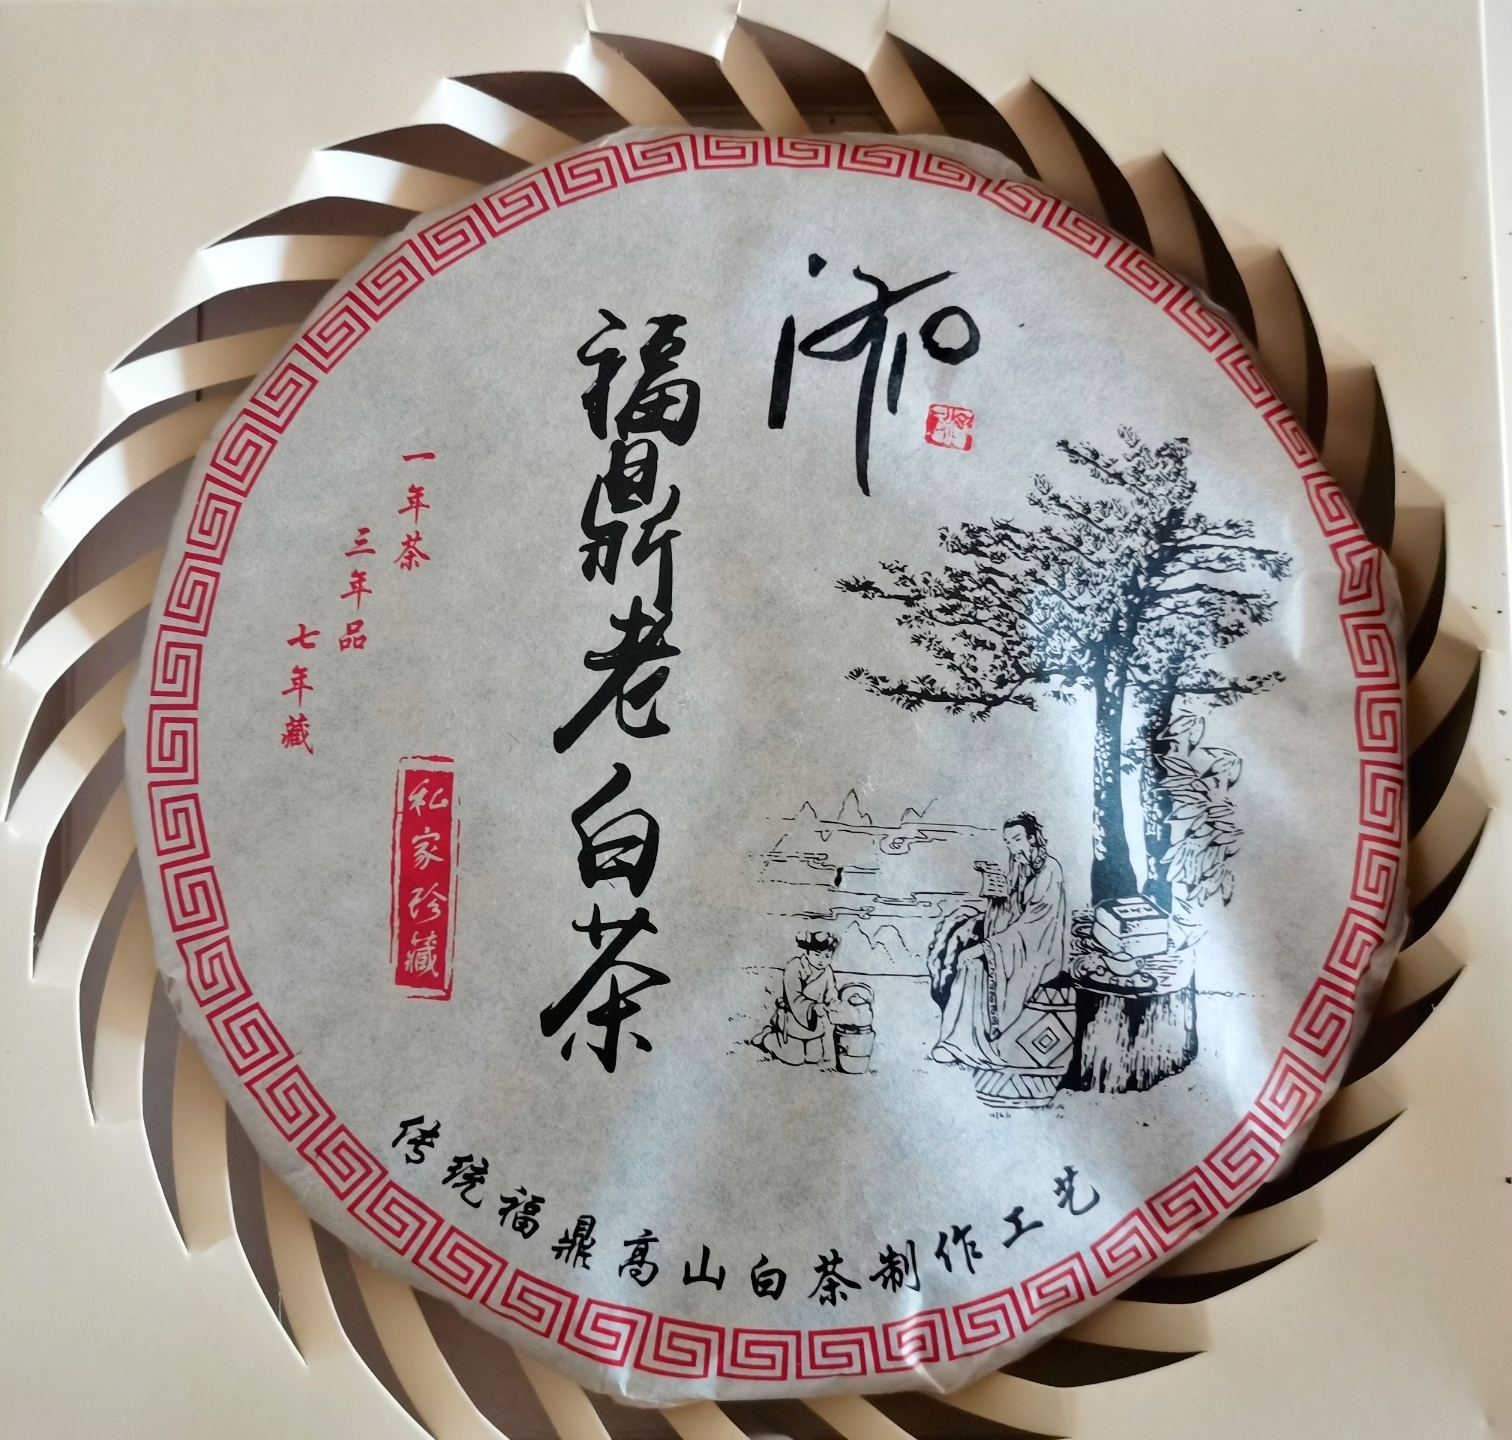 福鼎老白茶
一年茶
三年品
七年藏
私家珍藏
传统福鼎高山白茶制作工艺